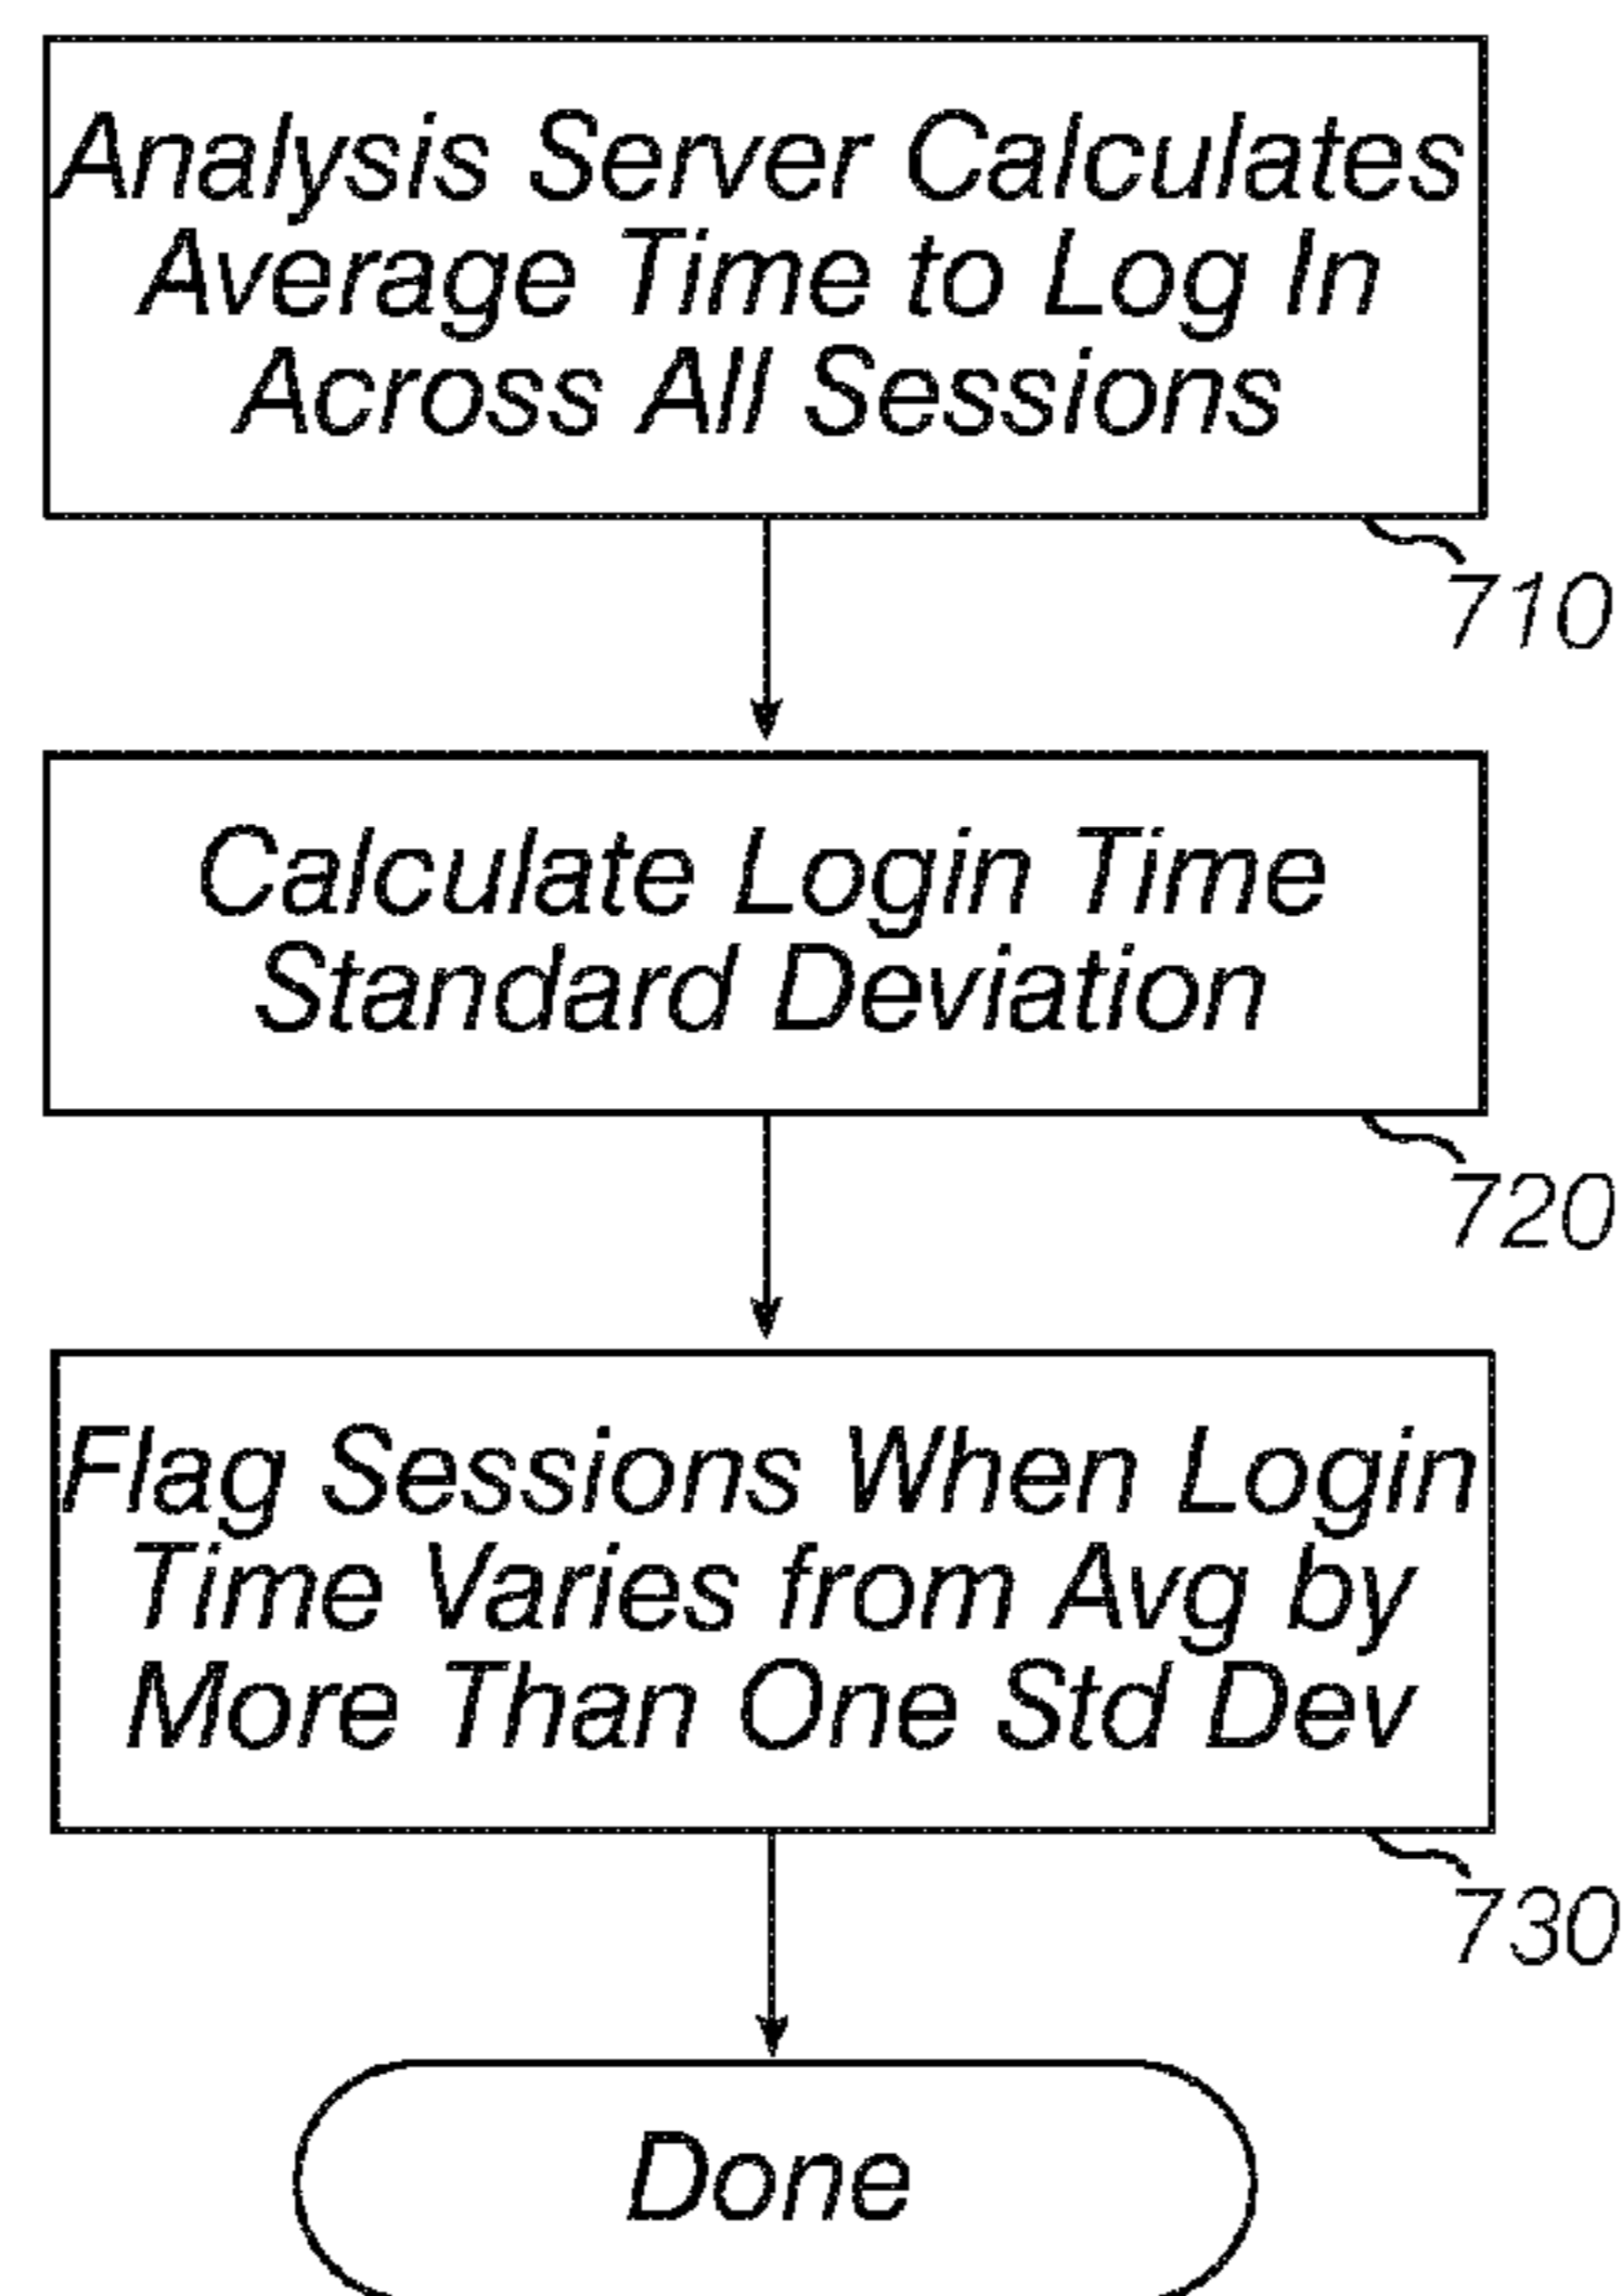 Analysis Server Calculates
Average Time to Log In
Across All Sessions
710
Calculate Login Time
Standard Deviation
720
Flag Sessions When Login
Time Varies from Avg by
More Than One Std Dev
730
Done